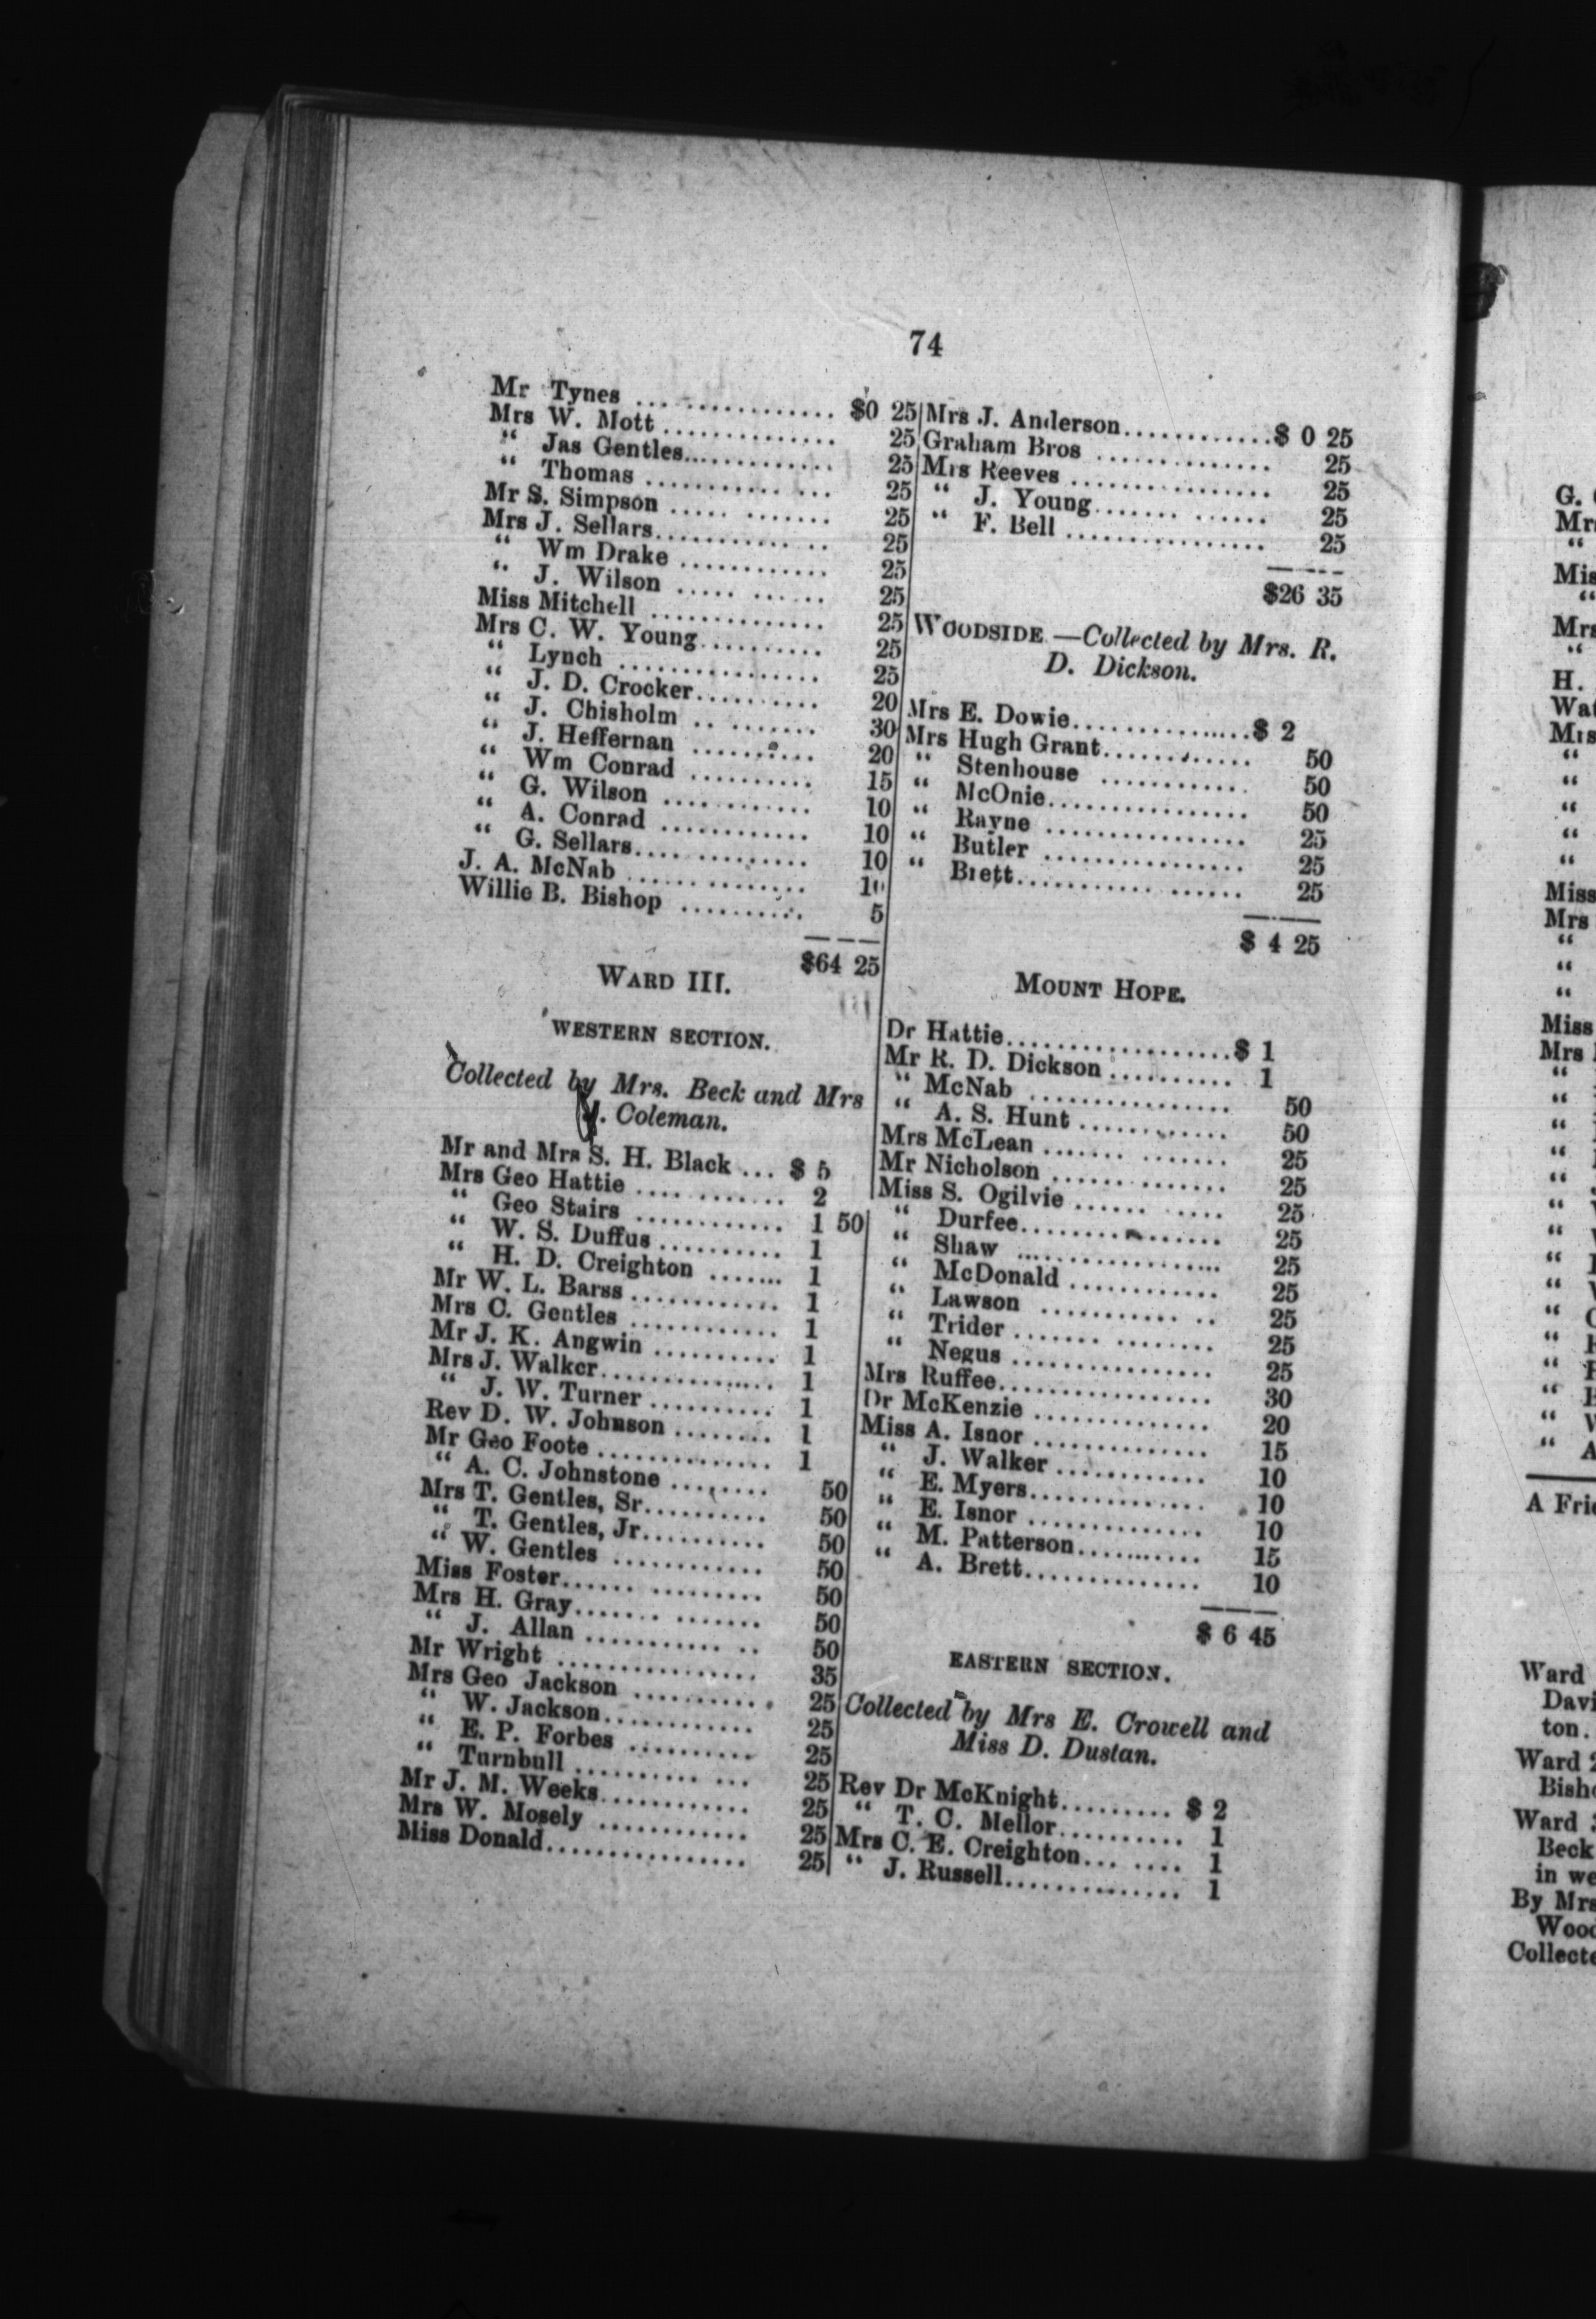 74
Mr Tynes ................ $0 25
Mrs W. Mott .............. 25
“ Jas Gentles............ 25
“ Thomas ........... ... 25
Mr S. Simpson ..... ....... 25
Mrs J. Sellars............ .. 25
“ Wm Drake ............ 25
“ J. Wilson ..... ...... 25
Miss Mitchell .............. 25
Mrs C. W. Young.......... 25
“ Lynch ................ 25
“ J. D. Crocker.......... 20
“ J. Chisholm .. ....... 30
“ J. Heffernan .......... 20
“ Wm Conrad .......... 15
“ G. Wilson ............ 10
“ A. Conrad ............ 10
“ G. Sellars.............. 10
J. A. McNab ...... ........ 10
Willie B. Bishop .......... 5
$64 25
WARD III.
WESTERN SECTION.
Collected by Mrs. Beck and Mrs
. Coleman.
Mr and Mrs S. H. Black ... $ 5
Mrs Geo Hattie ............ 2
“ Geo Stairs ............ 1 50
“ W. S. Duffus .......... 1
“ H. D. Creighton ....... 1
Mr W. L. Barss ............ 1
Mrs C. Gentles ............ 1
Mr J. K. Angwin .......... 1
Mrs J. Walker.............. 1
“ J. W. Turner .......... 1
Rev D. W. Johnson ........ 1
Mr Geo Foote .............. 1
“ A. C. Johnstone ........ 50
Mrs T. Gentles, Sr.......... 50
“ T. Gentles, Jr.......... 50
“ W. Gentles ............ 50
Miss Foster...... ......... 50
Mrs H. Gray....... ....... 50
“ J. Allan ........... .. 50
Mr Wright ................ 35
Mrs Geo Jackson ........... 25
“ W. Jackson............ 25
“ E. P. Forbes .......... 25
“ Turnbull ........... ... 25
Mr J. M. Weeks............ 25
Mrs W. Mosely ............ 25
Miss Donald................ 25
Mrs J. Anderson............$ 0 25
Graham Bros .............. 25
Mrs Reeves ................ 25
“ J. Young....... ...... 25
“ F. Bell ................ 25
$26 35
WOODSIDE.—Collected by Mrs. R.
D. Dickson.
Mrs E. Dowie..............$ 2
Mrs Hugh Grant............ 50
“ Stenhouse ............ 50
“ McOnie................ 50
“ Rayne ................ 25
“ Butler ................ 25
“ Brett........... ...... 25
$ 4 25
MOUNT HOPE.
Dr Hattie..................$ 1
Mr R. D. Dickson .......... 1
“ McNab ................ 50
“ A. S. Hunt ............ 50
Mrs McLean ....... ....... 25
Mr Nicholson ...... ....... 25
Miss S. Ogilvie ...... ..... 25
“ Durfee................ 25
“ Shaw .................. 25
“ McDonald ............ 25
“ Lawson ........... .. 25
“ Trider ....... ........ 25
“ Negus ................ 25
Mrs Ruffee................. 30
Dr McKenzie .............. 20
Miss A. Isnor .............. 15
“ J. Walker ............ 10
“ E. Myers.............. 10
“ E. Isnor .............. 10
“ M. Patterson.......... 15
“ A. Brett.............. 10
$ 6 45
EASTERN SECTION.
Collected by Mrs E. Crowell and
Miss D. Dustan.
Rev Dr McKnight......... $ 2
“ T. C. Mellor.......... 1
Mrs C. E. Creighton... .... 1
“ J. Russell.............. 1
G.
H.
Miss
Mrs
Miss
Mrs
A
Ward
ton.
Ward
Ward
Beck
By